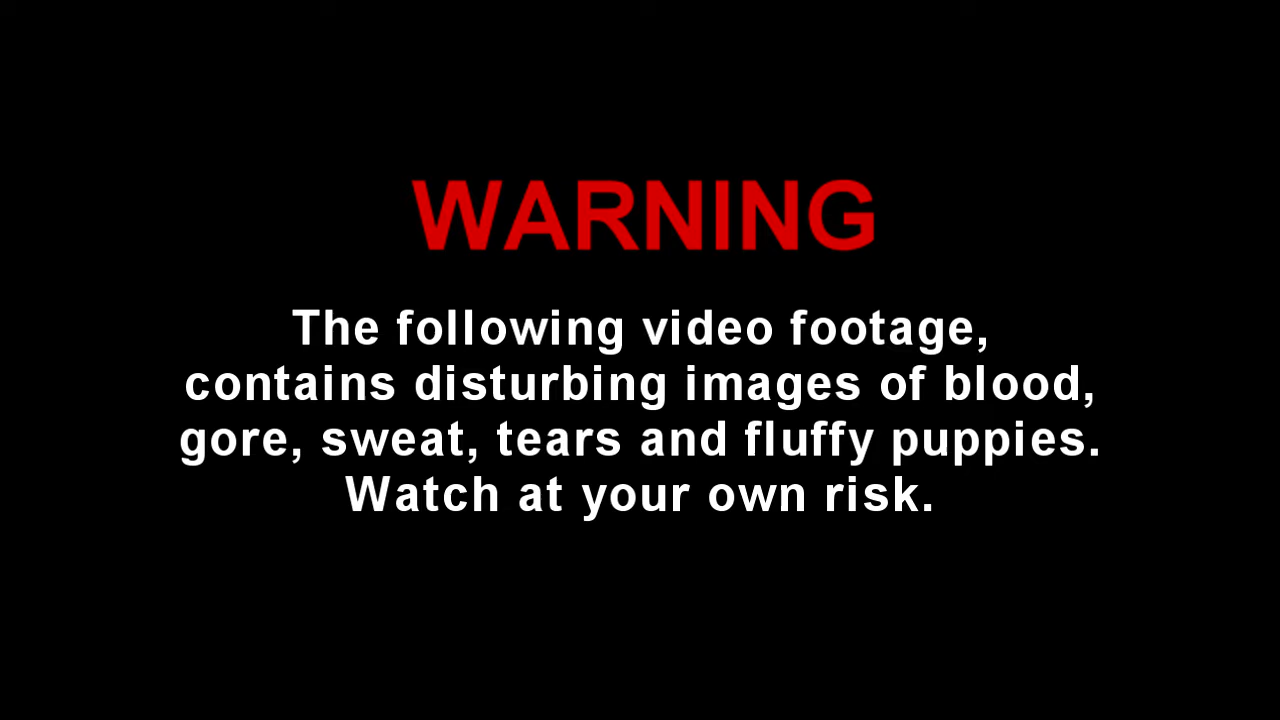 WARNING
The following video footage,
contains disturbing images of blood,
gore, sweat, tears and fluffy puppies.
Watch at your own risk.